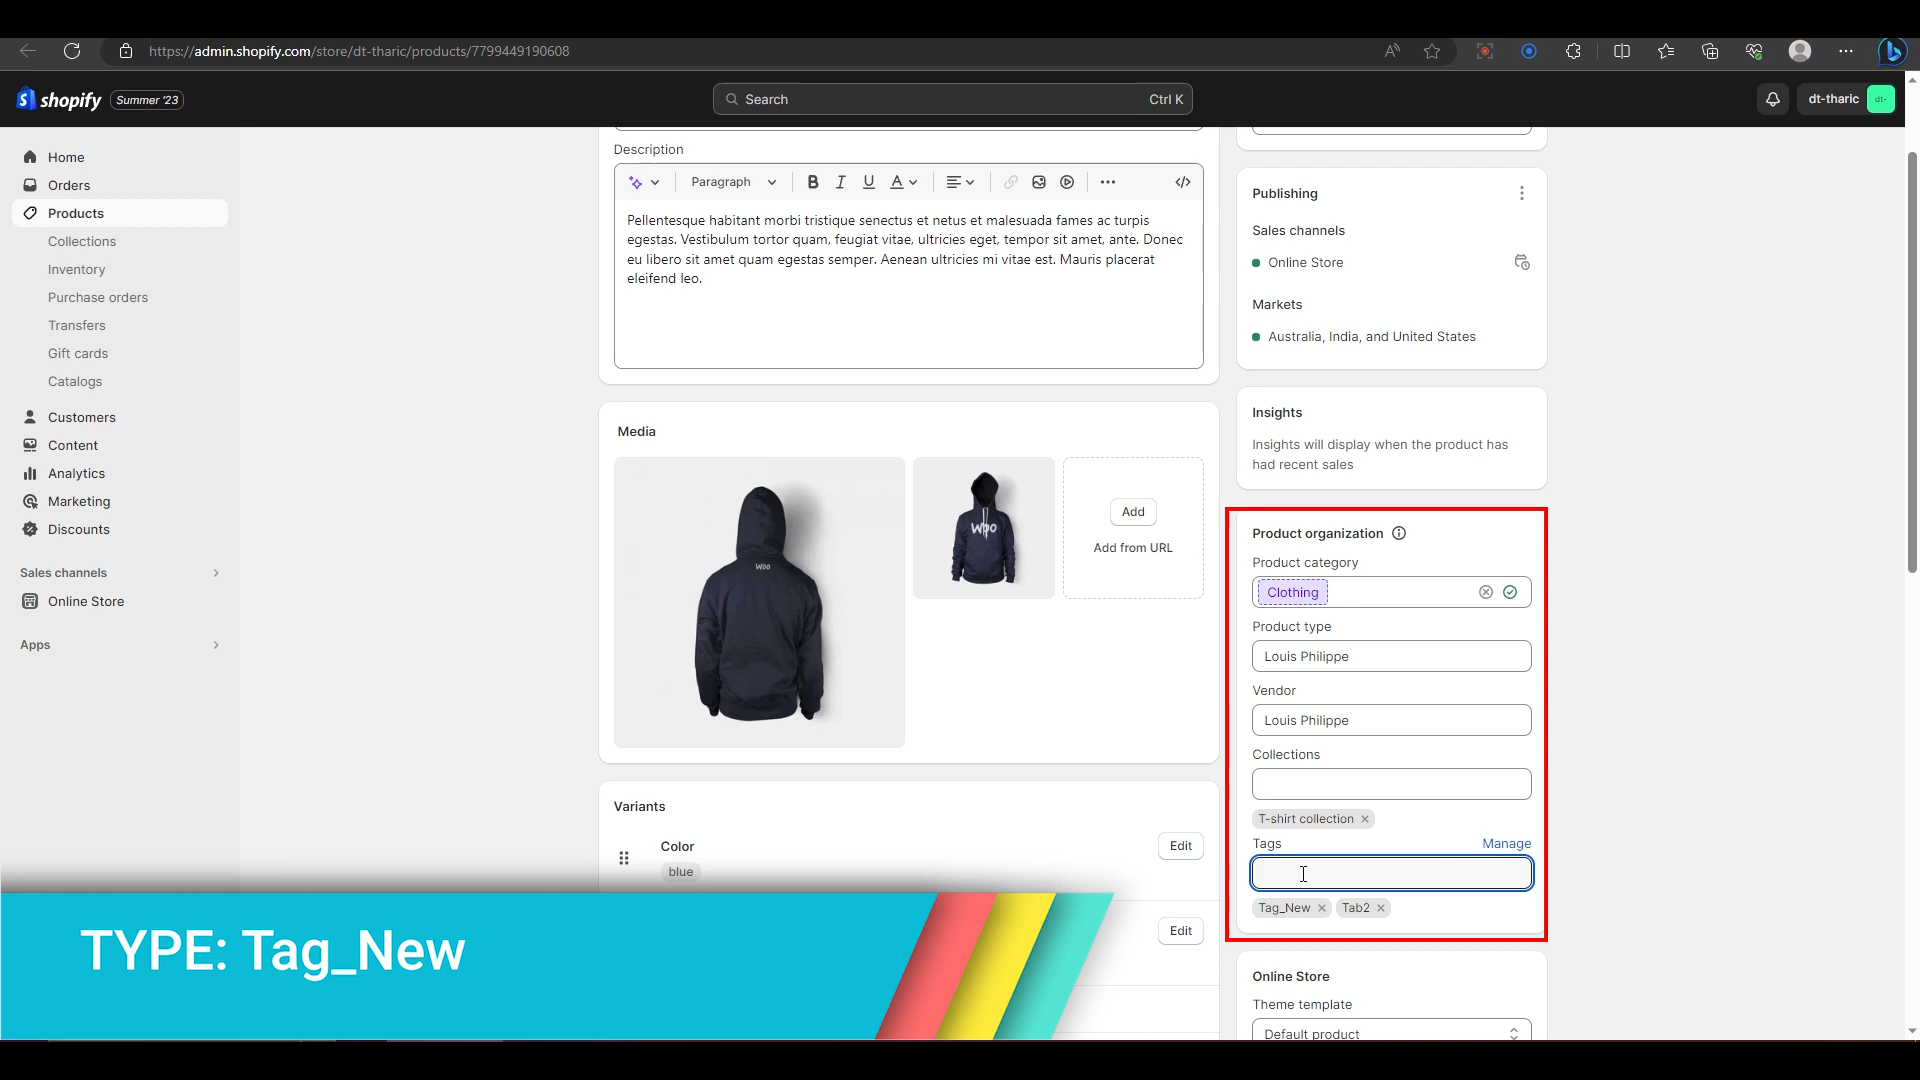 https://admin.shopify.com/store/dt-tharic/products/7799449190608
shopify Summer '23
Search Ctrl K
dt-tharic dt-
Home
Orders
Products
Collections
Inventory
Purchase orders
Transfers
Gift cards
Catalogs
Customers
Content
Analytics
Marketing
Discounts
Sales channels
Online Store
Apps
Description
Paragraph
Pellentesque habitant morbi tristique senectus et netus et malesuada fames ac turpis
egestas. Vestibulum tortor quam, feugiat vitae, ultricies eget, tempor sit amet, ante. Donec
eu libero sit amet quam egestas semper. Aenean ultricies mi vitae est. Mauris placerat
eleifend leo.
Media
Woo
Woo
Add
Add from URL
Variants
Color
Edit
blue
Edit
Publishing
Sales channels
Online Store
Markets
Australia, India, and United States
Insights
Insights will display when the product has
had recent sales
Product organization
Product category
Clothing
Product type
Louis Philippe
Vendor
Louis Philippe
Collections
T-shirt collection
Tags Manage
Tag_New Tab2
Online Store
Theme template
Default product
TYPE: Tag_New